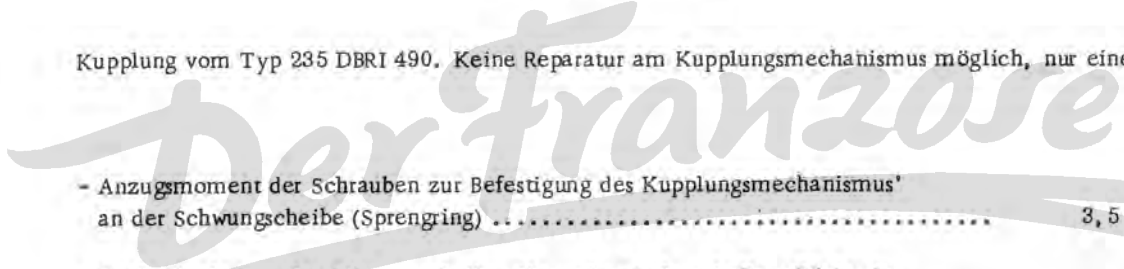 Kupplung vom Typ 235 DBRI 490. Keine Reparatur am Kupplungsmechanismus möglich, nur eine
Der Franzose
- Anzugsmoment der Schrauben zur Befestigung des Kupplungsmechanismus'
an der Schwungscheibe (Sprengring) ........................................................ 3,5